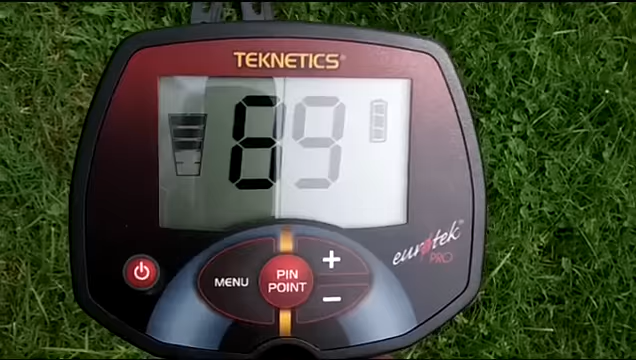 TEKNETICS
69
MENU
PIN
POINT
+
−
eurotek
PRO